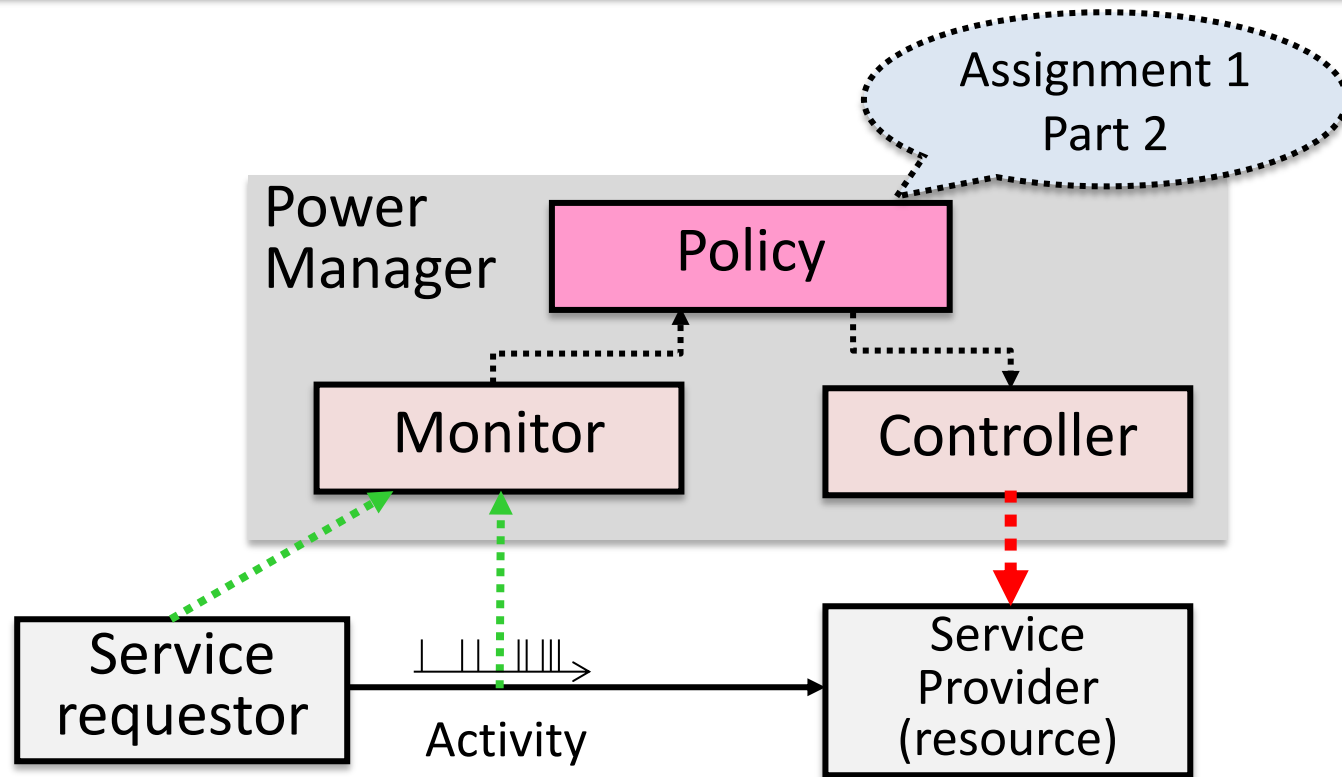 Assignment 1
Part 2
Power
Manager
Policy
Monitor
Controller
Service
requestor
Activity
Service
Provider
(resource)